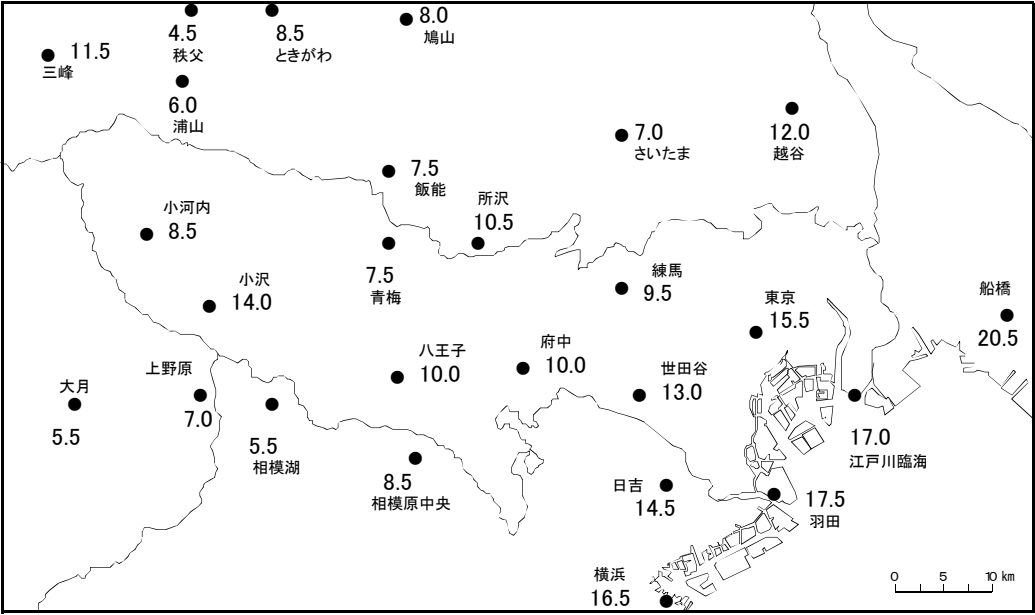 4.5
秩父
8.5
ときがわ
8.0
鳩山
11.5
三峰
6.0
浦山
7.0
さいたま
12.0
越谷
7.5
飯能
所沢
10.5
小河内
8.5
7.5
青梅
小沢
14.0
練馬
9.5
東京
15.5
船橋
20.5
八王子
10.0
府中
10.0
世田谷
13.0
上野原
7.0
大月
5.5
5.5
相模湖
17.0
江戸川臨海
8.5
相模原中央
日吉
14.5
17.5
羽田
横浜
16.5
0 5 10 km